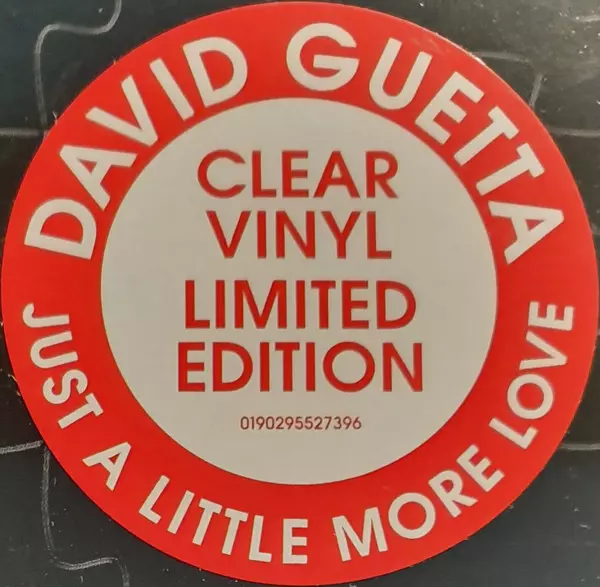 DAVID GUETTA
CLEAR
VINYL
LIMITED
EDITION
0190295527396
JUST A LITTLE MORE LOVE